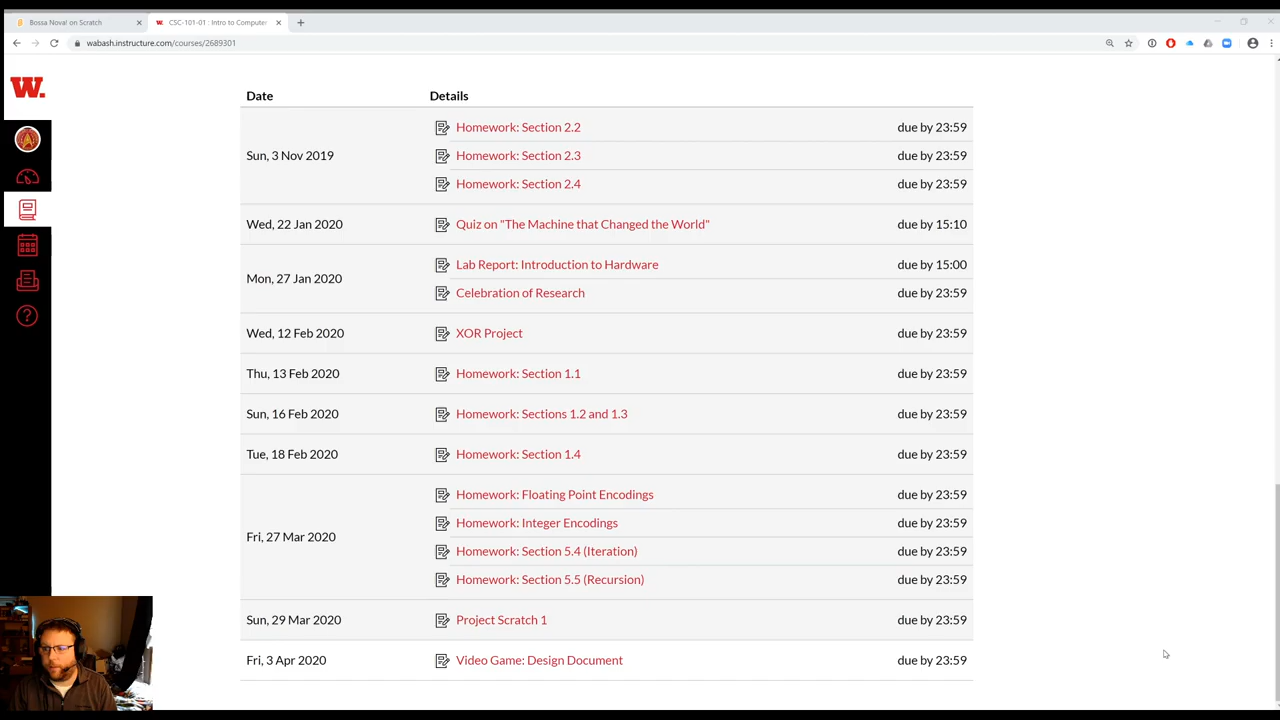 Bossa Nova! on Scratch
W. CSC-101-01 : Intro to Computer
wabash.instructure.com/courses/2689301
W.
Date Details
Sun, 3 Nov 2019
Homework: Section 2.2 due by 23:59
Homework: Section 2.3 due by 23:59
Homework: Section 2.4 due by 23:59
Wed, 22 Jan 2020 Quiz on "The Machine that Changed the World" due by 15:10
Mon, 27 Jan 2020
Lab Report: Introduction to Hardware due by 15:00
Celebration of Research due by 23:59
Wed, 12 Feb 2020 XOR Project due by 23:59
Thu, 13 Feb 2020 Homework: Section 1.1 due by 23:59
Sun, 16 Feb 2020 Homework: Sections 1.2 and 1.3 due by 23:59
Tue, 18 Feb 2020 Homework: Section 1.4 due by 23:59
Fri, 27 Mar 2020
Homework: Floating Point Encodings due by 23:59
Homework: Integer Encodings due by 23:59
Homework: Section 5.4 (Iteration) due by 23:59
Homework: Section 5.5 (Recursion) due by 23:59
Sun, 29 Mar 2020 Project Scratch 1 due by 23:59
Fri, 3 Apr 2020 Video Game: Design Document due by 23:59